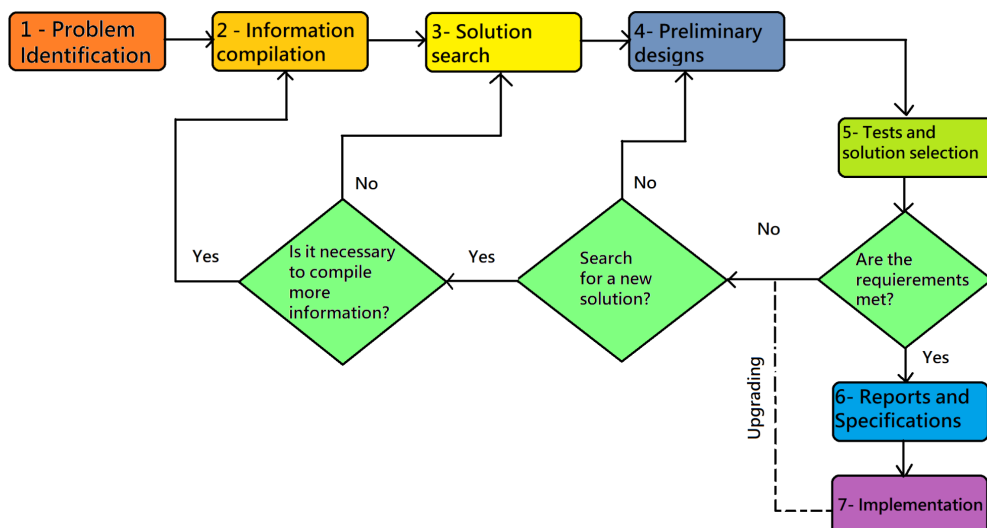 1 - Problem
Identification
2 - Information
compilation
3- Solution
search
4- Preliminary
designs
5- Tests and
solution selection
No
No
No
Yes
Is it necessary
to compile
more
information?
Yes
Search
for a new
solution?
Are the
requierements
met?
Yes
Upgrading
6- Reports and
Specifications
7- Implementation